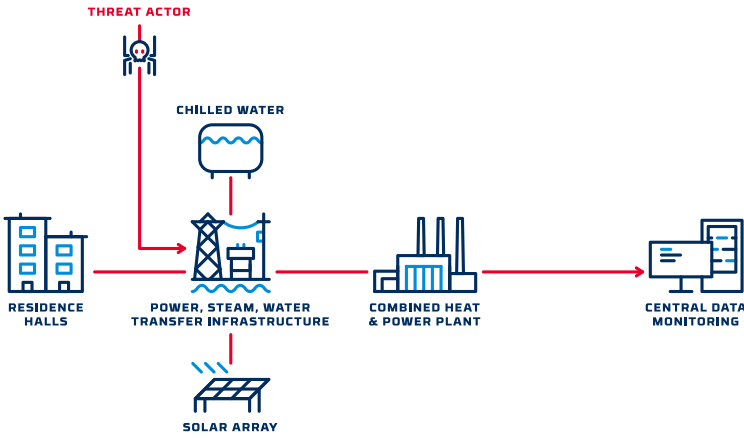 THREAT ACTOR
CHILLED WATER
RESIDENCE
HALLS
POWER, STEAM, WATER
TRANSFER INFRASTRUCTURE
COMBINED HEAT
& POWER PLANT
CENTRAL DATA
MONITORING
SOLAR ARRAY